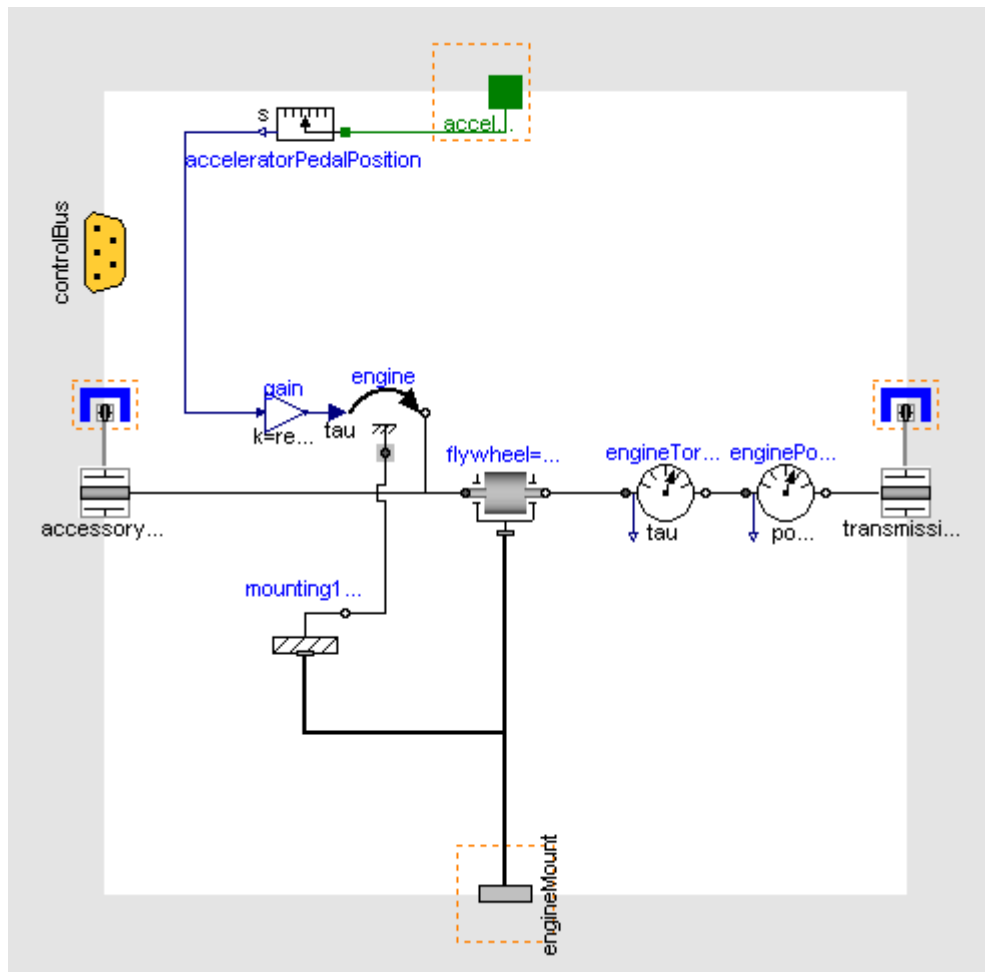 accel...
s
acceleratorPedalPosition
controlBus
engine
gain
k=re...
tau
flywheel=...
engineTor...
enginePo...
accessory...
tau
po...
transmissi...
mounting1...
engineMount